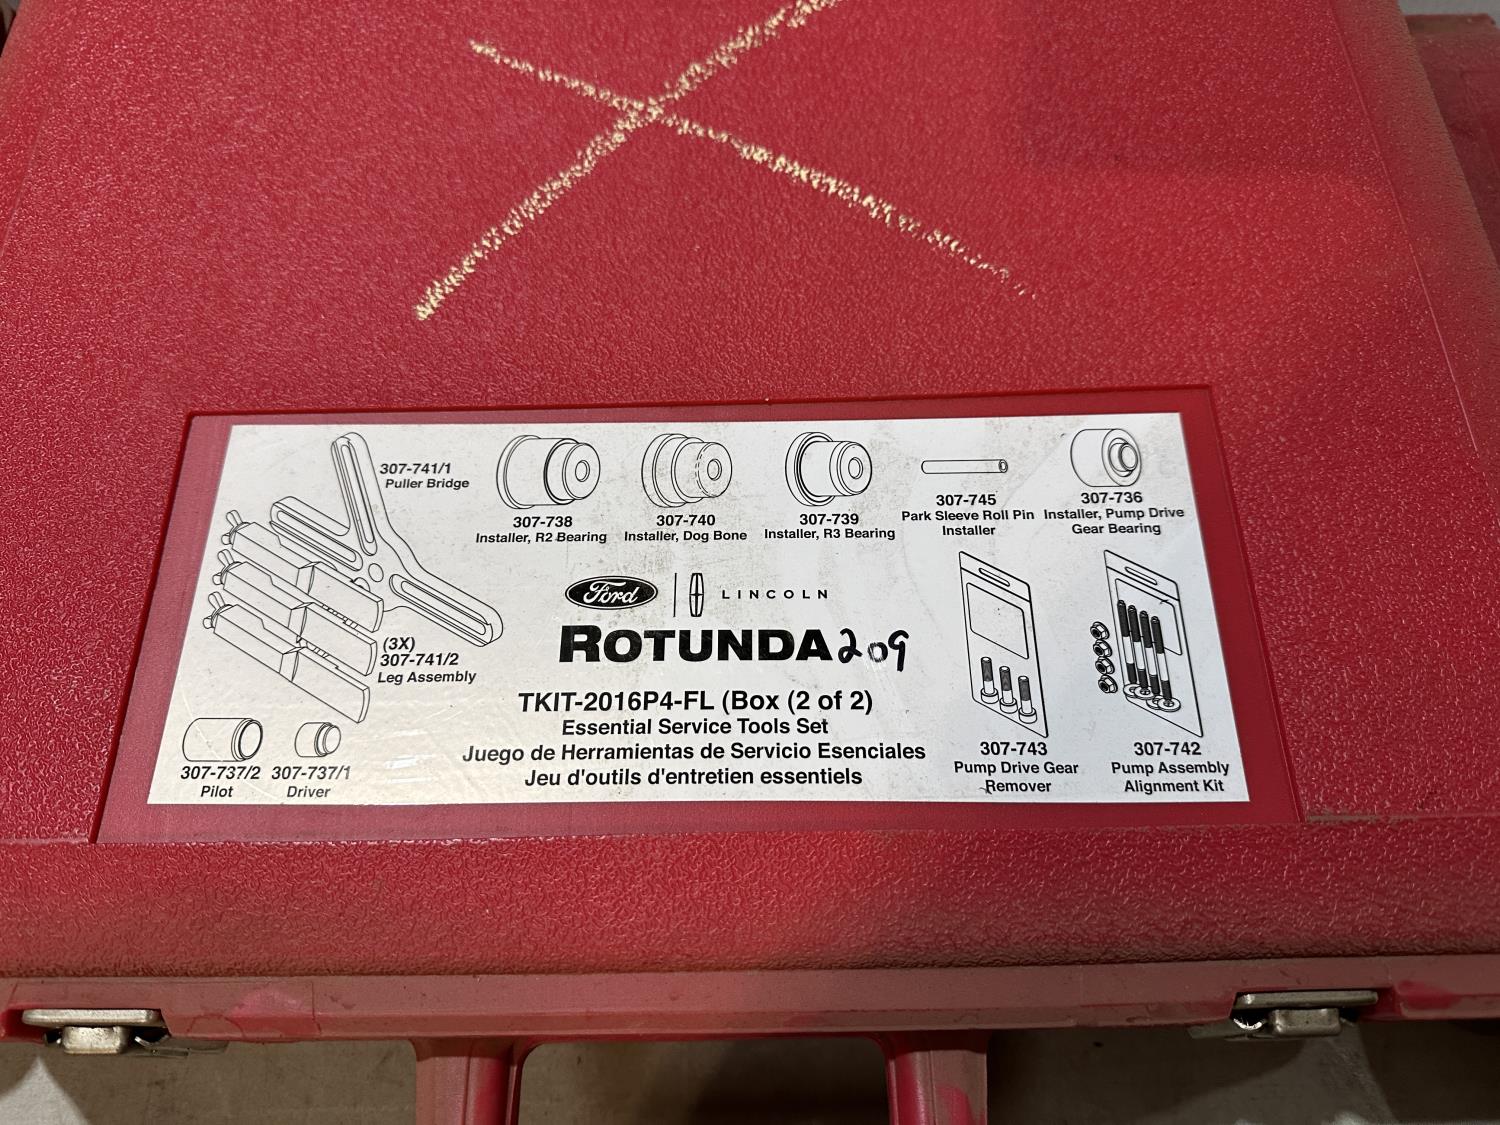 307-741/1
Puller Bridge
307-738
Installer, R2 Bearing
307-740
Installer, Dog Bone
307-739
Installer, R3 Bearing
307-745
Park Sleeve Roll Pin
Installer
307-736
Installer, Pump Drive
Gear Bearing
(3X)
307-741/2
Leg Assembly
307-737/2
Pilot
307-737/1
Driver
Ford
LINCOLN
ROTUNDA 209
TKIT-2016P4-FL (Box (2 of 2)
Essential Service Tools Set
Juego de Herramientas de Servicio Esenciales
Jeu d'outils d'entretien essentiels
307-743
Pump Drive Gear
Remover
307-742
Pump Assembly
Alignment Kit